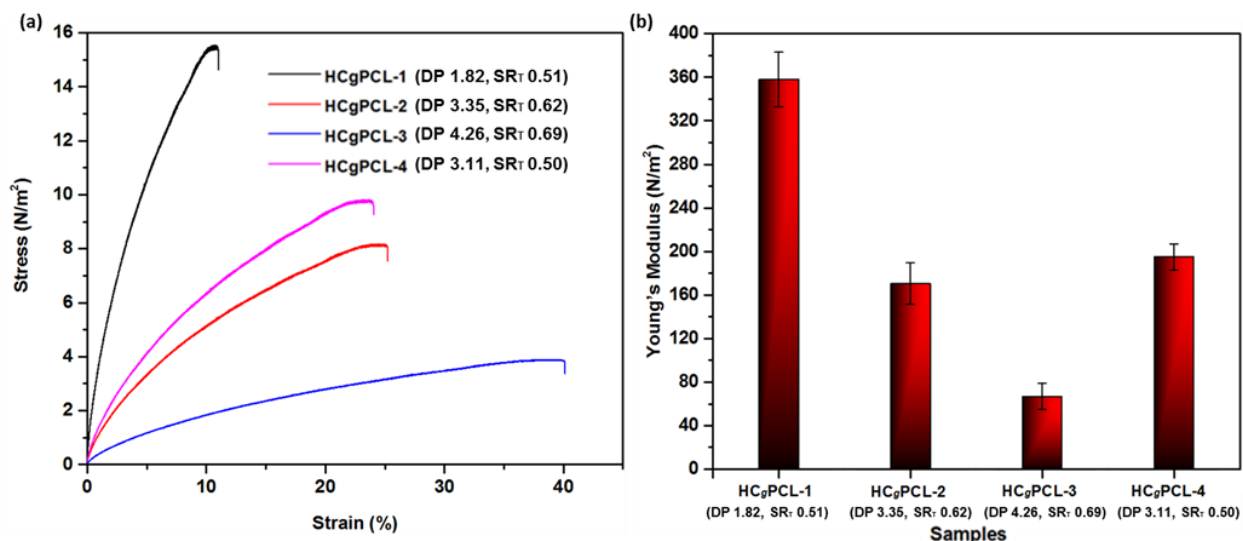 (a)
16
14
12
10
8
6
4
2
0
Stress (N/m²)
HCgPCL-1 (DP 1.82, SRT 0.51)
HCgPCL-2 (DP 3.35, SRT 0.62)
HCgPCL-3 (DP 4.26, SRT 0.69)
HCgPCL-4 (DP 3.11, SRT 0.50)
0 10 20 30 40
Strain (%)
(b)
400
360
320
280
240
200
160
120
80
40
0
Young's Modulus (N/m²)
HCgPCL-1 HCgPCL-2 HCgPCL-3 HCgPCL-4
(DP 1.82, SRT 0.51) (DP 3.35, SRT 0.62) (DP 4.26, SRT 0.69) (DP 3.11, SRT 0.50)
Samples